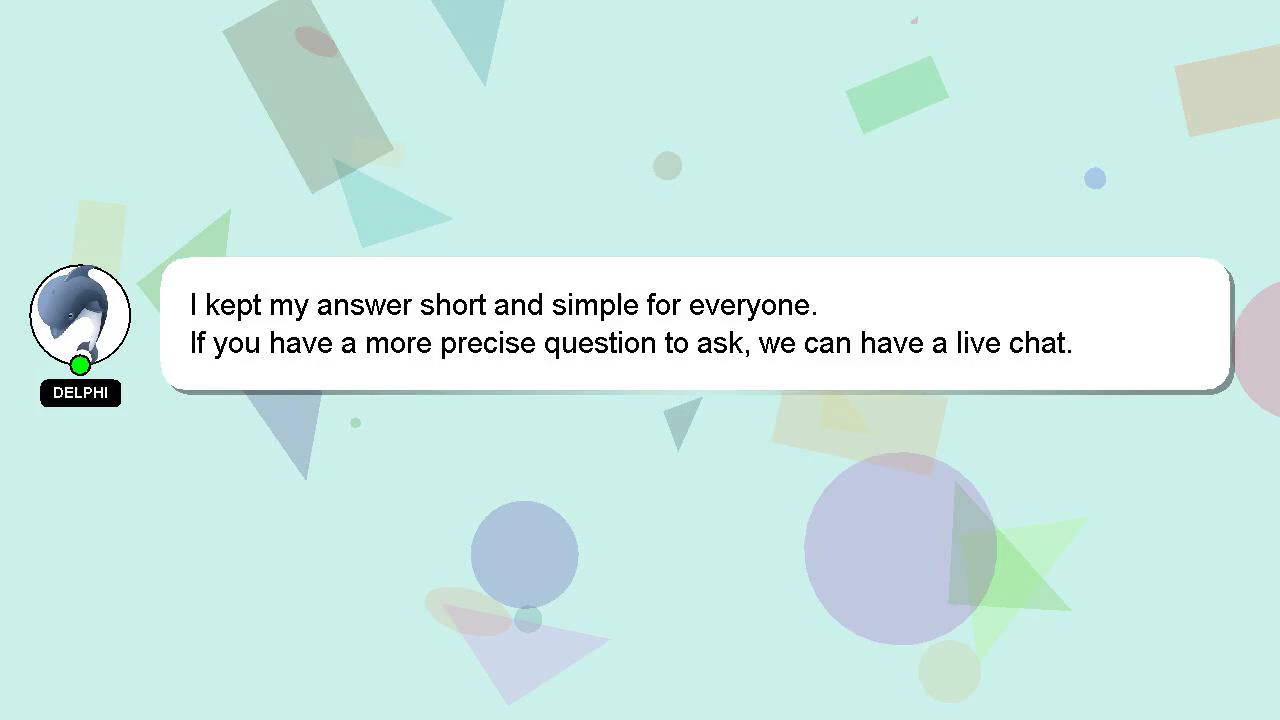 I kept my answer short and simple for everyone.
If you have a more precise question to ask, we can have a live chat.
DELPHI